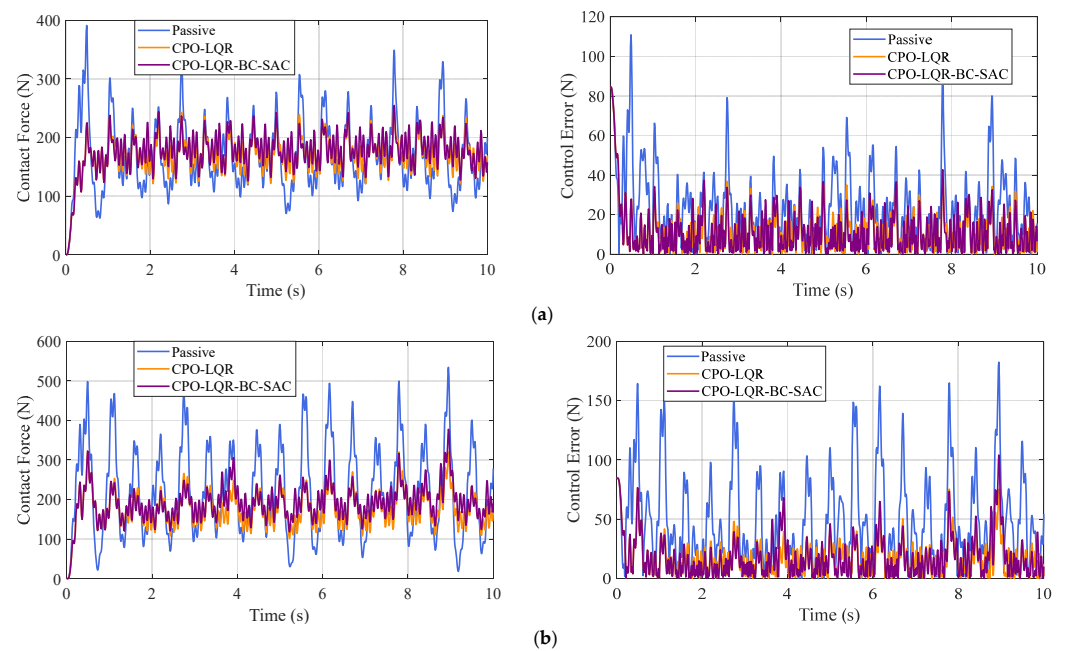 400
300
200
100
0
Contact Force (N)
Passive
CPO-LQR
CPO-LQR-BC-SAC
0 2 4 6 8 10
Time (s)
120
100
80
60
40
20
0
Control Error (N)
Passive
CPO-LQR
CPO-LQR-BC-SAC
0 2 4 6 8 10
Time (s)
(a)
600
500
400
300
200
100
0
Contact Force (N)
Passive
CPO-LQR
CPO-LQR-BC-SAC
0 2 4 6 8 10
Time (s)
200
150
100
50
0
Control Error (N)
Passive
CPO-LQR
CPO-LQR-BC-SAC
0 2 4 6 8 10
Time (s)
(b)